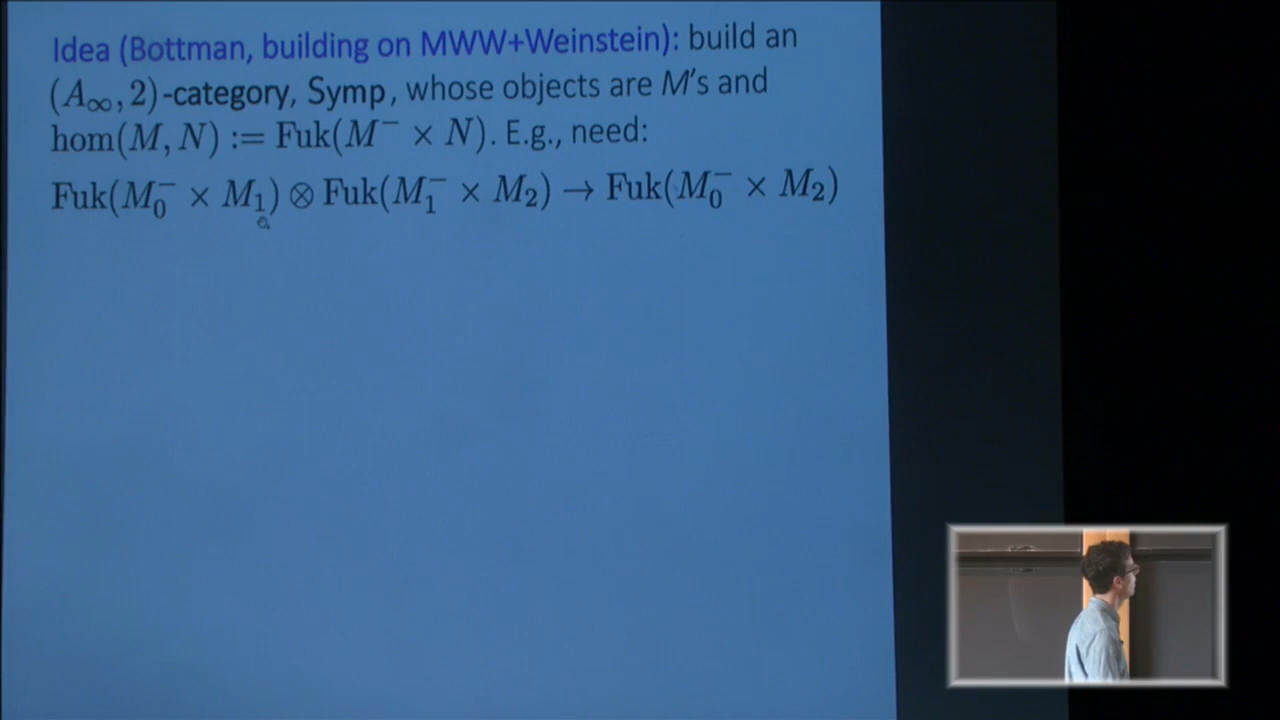 Idea (Bottman, building on MWW+Weinstein): build an
(A∞, 2)-category, Symp, whose objects are M's and
hom(M, N) := Fuk(M⁻ × N). E.g., need:
Fuk(M₀⁻ × M₁) ⊗ Fuk(M₁⁻ × M₂) → Fuk(M₀⁻ × M₂)